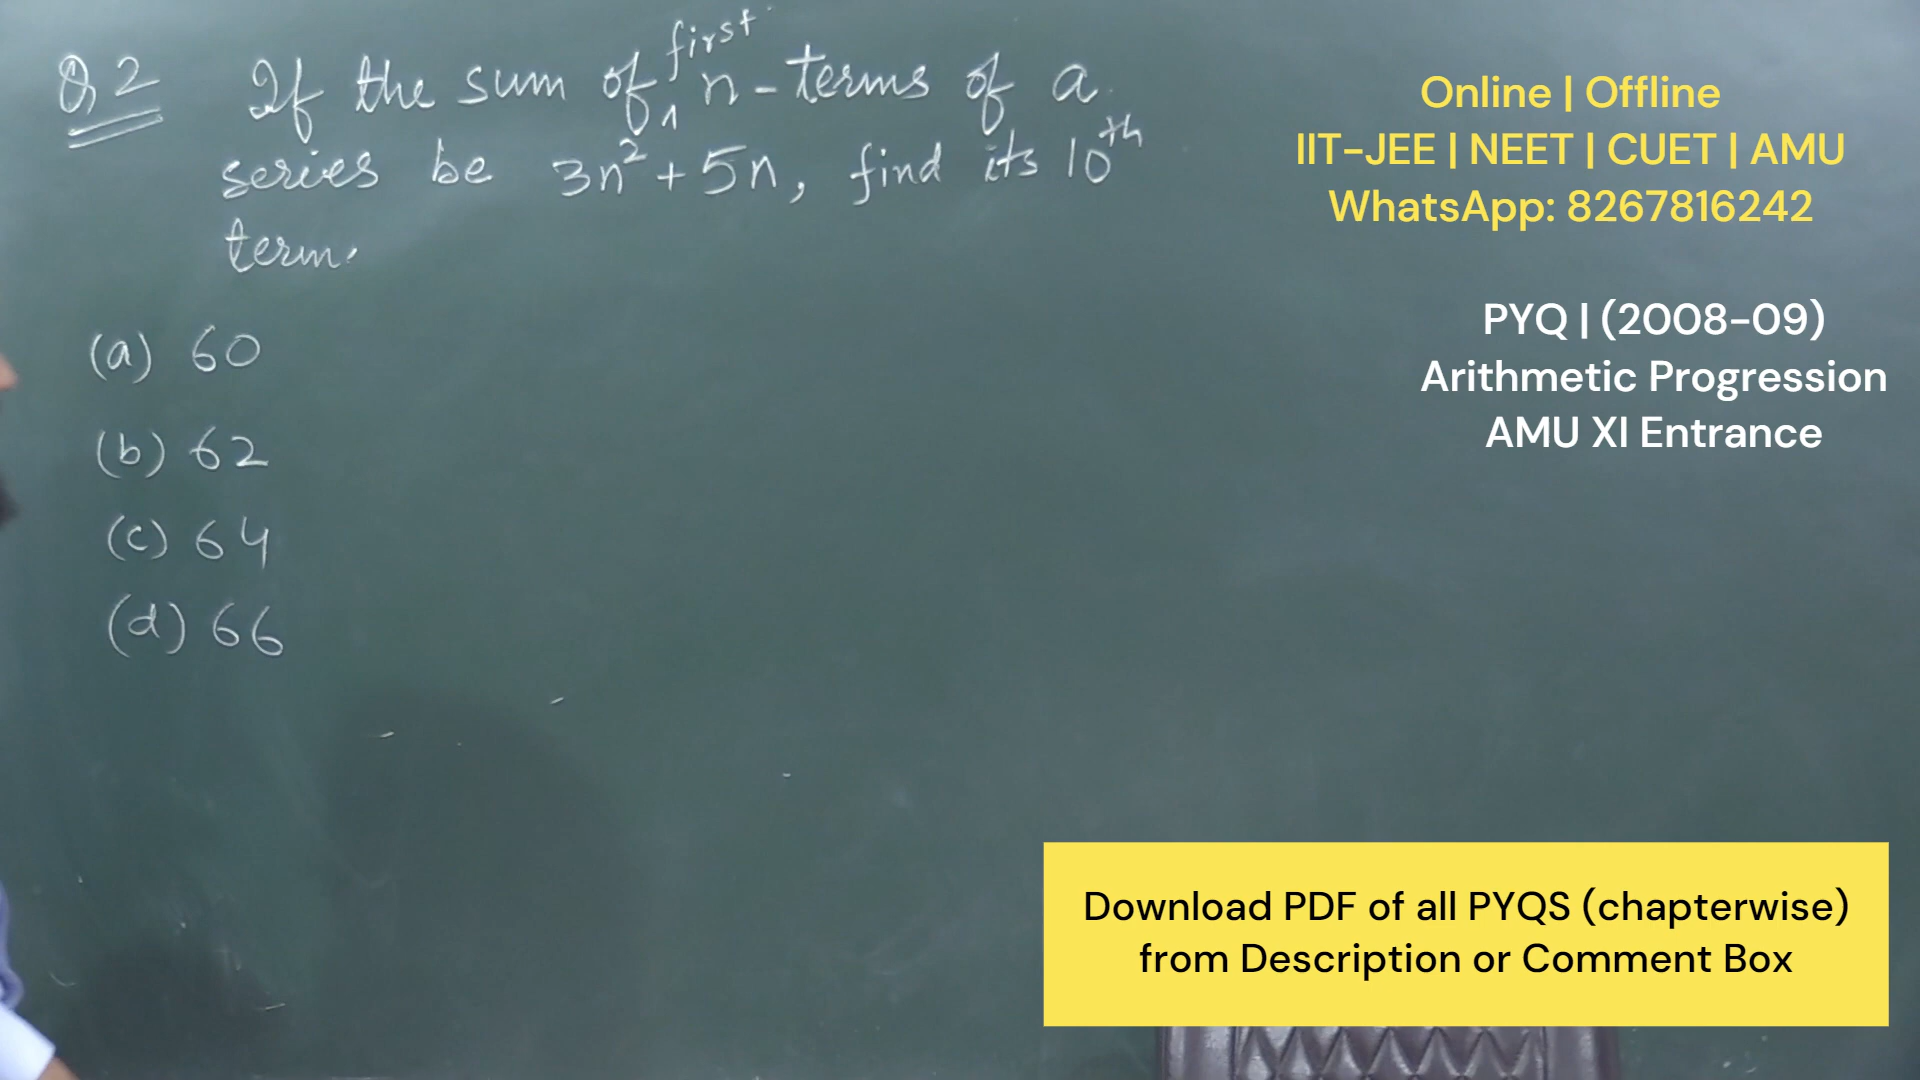 Q.2 If the sum of first n-terms of a
series be 3n²+5n, find its 10th
term.
(a) 60
(b) 62
(c) 64
(d) 66
Online | Offline
IIT-JEE | NEET | CUET | AMU
WhatsApp: 8267816242
PYQ | (2008-09)
Arithmetic Progression
AMU XI Entrance
Download PDF of all PYQS (chapterwise)
from Description or Comment Box